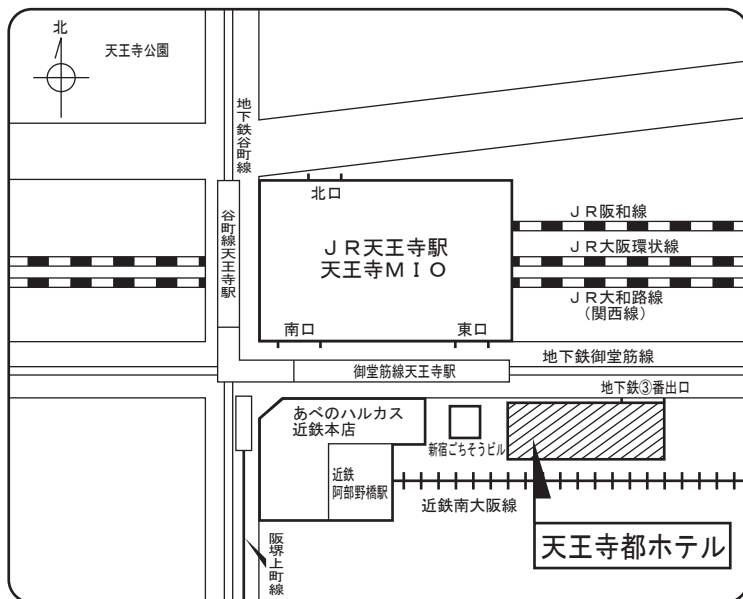 北
天王寺公園
地下鉄谷町線
谷町線天王寺駅
北口
JR天王寺駅
天王寺MIO
JR阪和線
JR大阪環状線
JR大和路線
(関西線)
南口
東口
地下鉄御堂筋線
御堂筋線天王寺駅
地下鉄③番出口
あべのハルカス
近鉄本店
新宿ごちそうビル
近鉄
阿部野橋駅
近鉄南大阪線
阪堺上町線
天王寺都ホテル